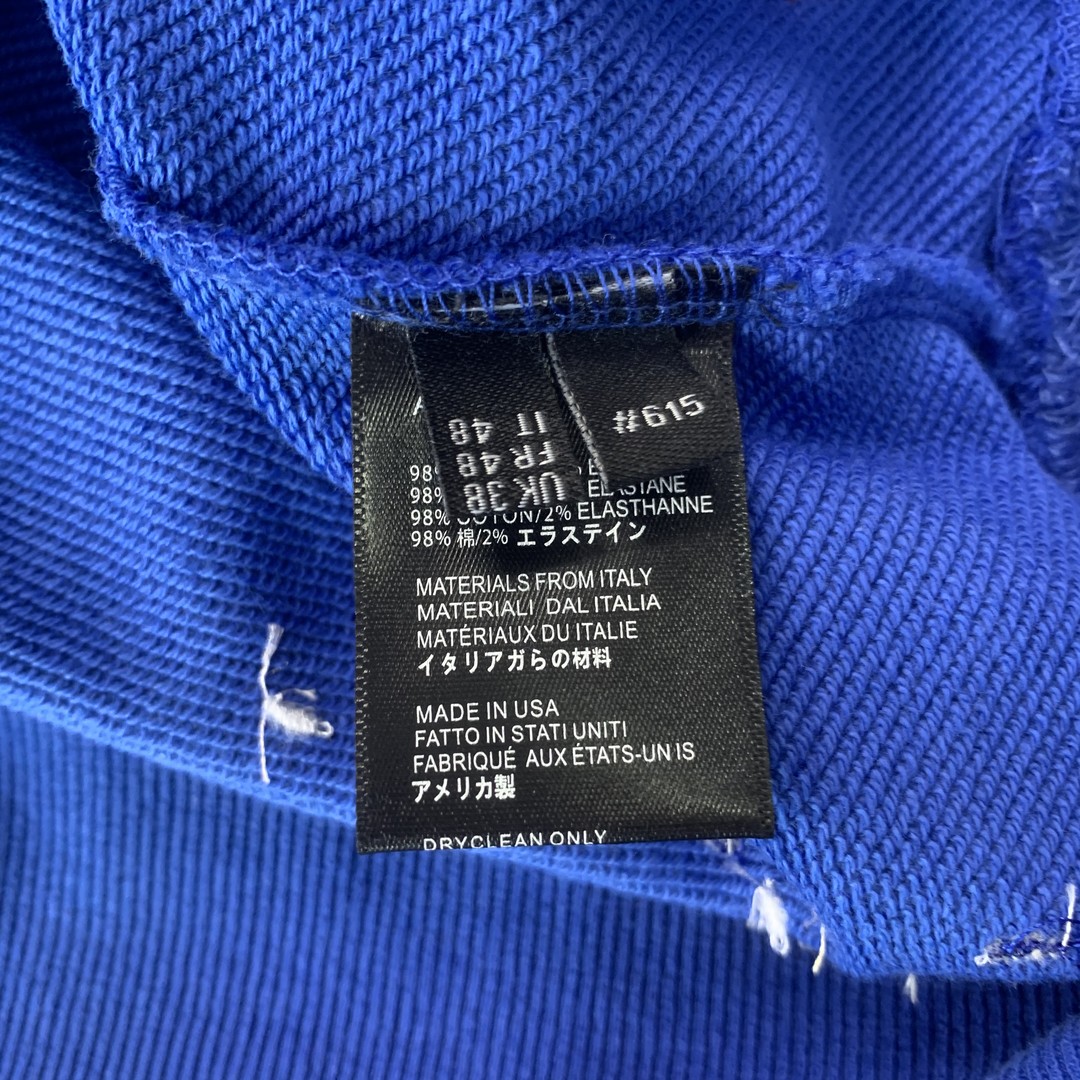 #615
IT 48
FR 48
UK 38
A
98%
98% ELASTANE
98% COTON/2% ELASTHANNE
98% 棉/2% エラステイン
MATERIALS FROM ITALY
MATERIALI DAL ITALIA
MATÉRIAUX DU ITALIE
イタリアガらの材料
MADE IN USA
FATTO IN STATI UNITI
FABRIQUÉ AUX ÉTATS-UN IS
アメリカ製
DRYCLEAN ONLY